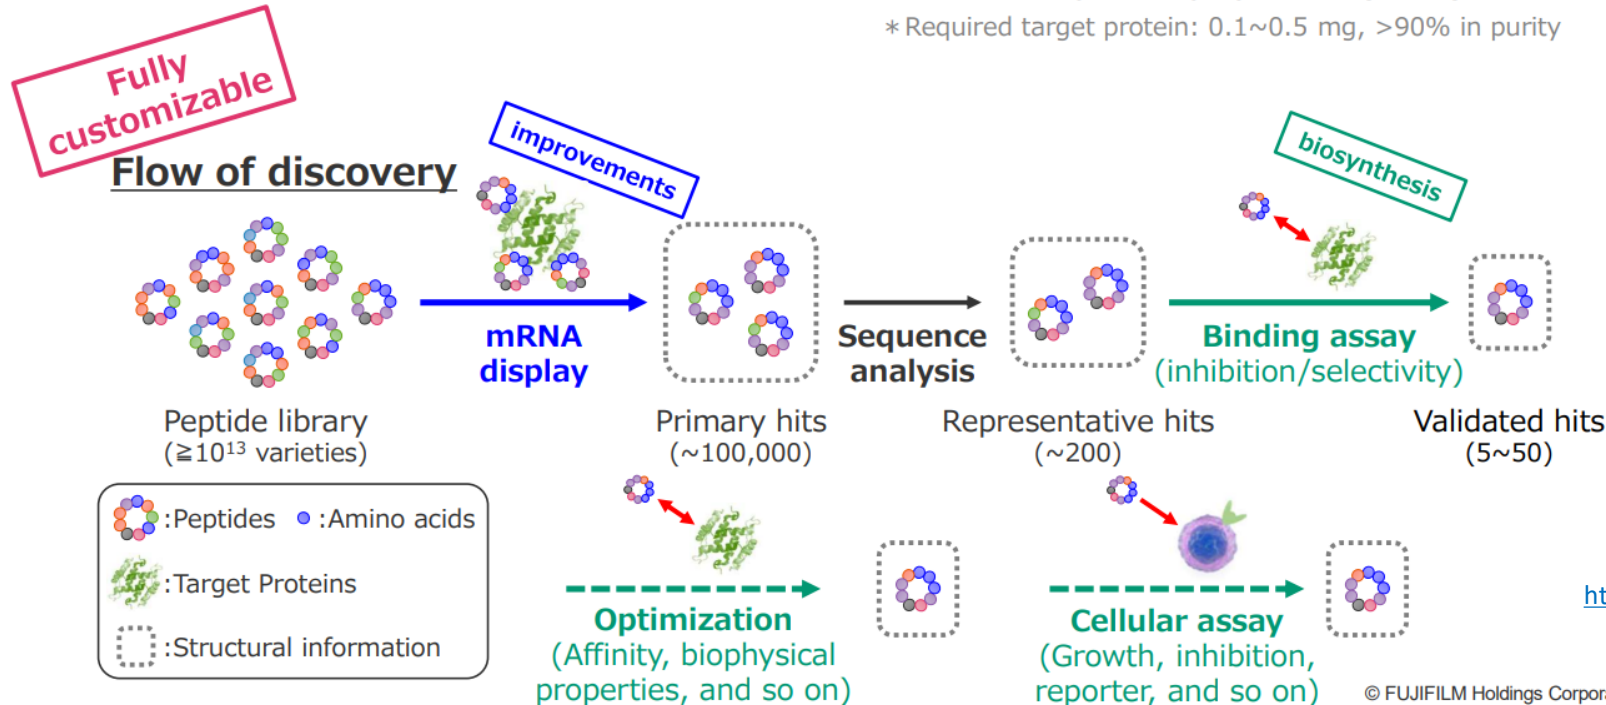 *Required target protein: 0.1~0.5 mg, >90% in purity
Fully
customizable
Flow of discovery
improvements
biosynthesis
mRNA
display
Sequence
analysis
Binding assay
(inhibition/selectivity)
Peptide library
(≧10¹³ varieties)
Primary hits
(~100,000)
Representative hits
(~200)
Validated hits
(5~50)
:Peptides
:Amino acids
:Target Proteins
:Structural information
Optimization
(Affinity, biophysical
properties, and so on)
Cellular assay
(Growth, inhibition,
reporter, and so on)
ht
© FUJIFILM Holdings Corpora